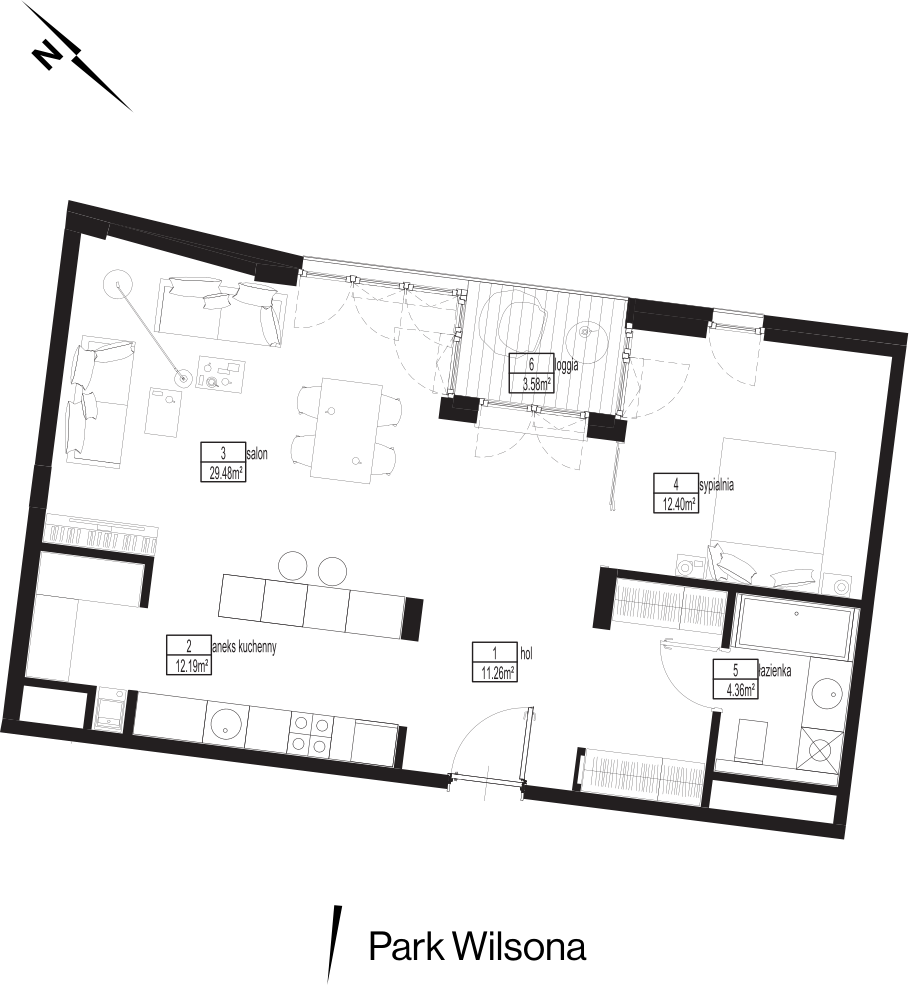 N
6 loggia
3.58m²
3 salon
29.48m²
4 sypialnia
12.40m²
2 aneks kuchenny
12.19m²
1 hol
11.26m²
5 łazienka
4.36m²
Park Wilsona